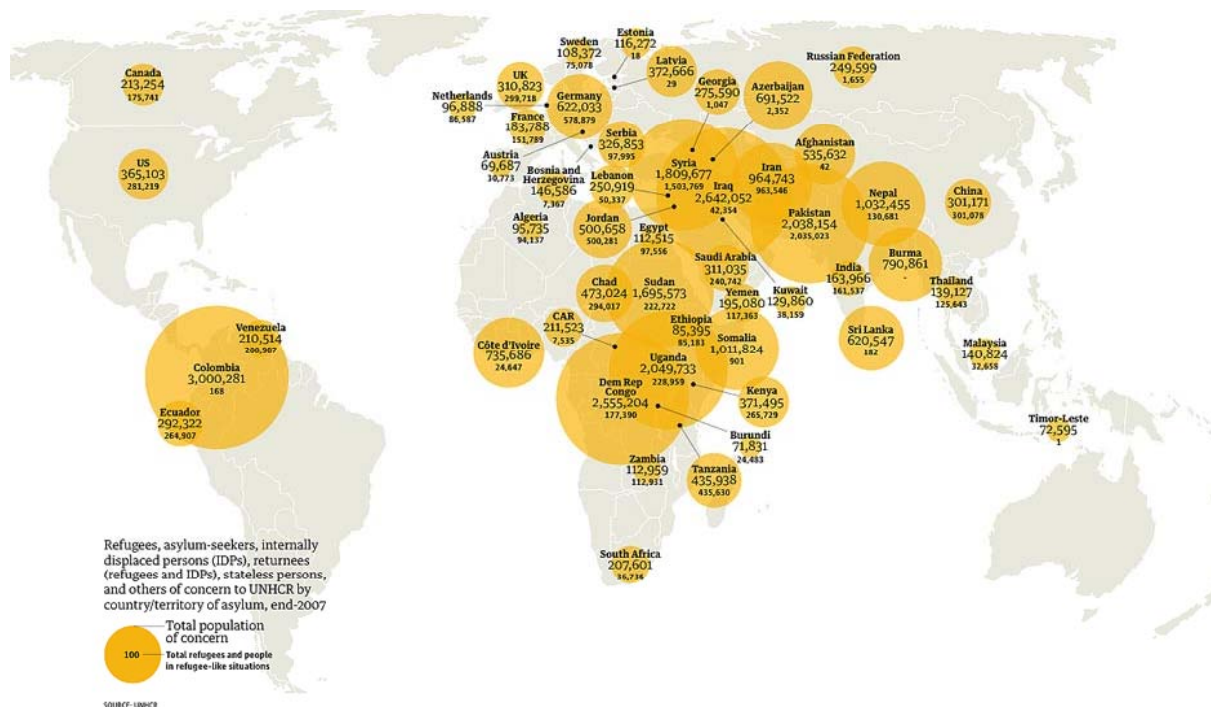 Canada
213,254
175,741
US
365,103
281,219
Venezuela
210,514
200,907
Colombia
3,000,281
168
Ecuador
292,322
264,907
Estonia
116,272
18
Sweden
108,372
75,078
Latvia
372,666
29
UK
310,823
299,718
Netherlands
96,888
86,587
Germany
622,033
578,879
France
183,788
151,789
Austria
69,687
30,773
Bosnia and
Herzegovina
146,586
7,367
Serbia
326,853
97,995
Georgia
275,590
1,047
Azerbaijan
691,522
2,352
Russian Federation
249,599
1,655
Afghanistan
535,632
42
Lebanon
250,919
50,337
Syria
1,809,677
1,503,769
Iraq
2,642,052
42,354
Iran
964,743
963,546
Pakistan
2,038,154
2,035,023
Nepal
1,032,455
130,681
China
301,171
301,078
Algeria
95,735
94,137
Jordan
500,658
500,281
Egypt
112,515
97,556
Saudi Arabia
311,035
240,742
Yemen
195,080
117,363
Kuwait
129,860
38,159
India
163,966
161,537
Burma
790,861
-
Thailand
139,127
125,643
Chad
473,024
294,017
Sudan
1,695,573
222,722
CAR
211,523
7,535
Ethiopia
85,395
85,183
Côte d'Ivoire
735,686
24,647
Somalia
1,011,824
901
Uganda
2,049,733
228,959
Sri Lanka
620,547
182
Malaysia
140,824
32,658
Dem Rep
Congo
2,555,204
177,390
Kenya
371,495
265,729
Burundi
71,831
24,483
Timor-Leste
72,595
1
Zambia
112,959
112,931
Tanzania
435,938
435,630
South Africa
207,601
36,736
Refugees, asylum-seekers, internally
displaced persons (IDPs), returnees
(refugees and IDPs), stateless persons,
and others of concern to UNHCR by
country/territory of asylum, end-2007
Total population
of concern
100
Total refugees and people
in refugee-like situations
SOURCE: UNHCR